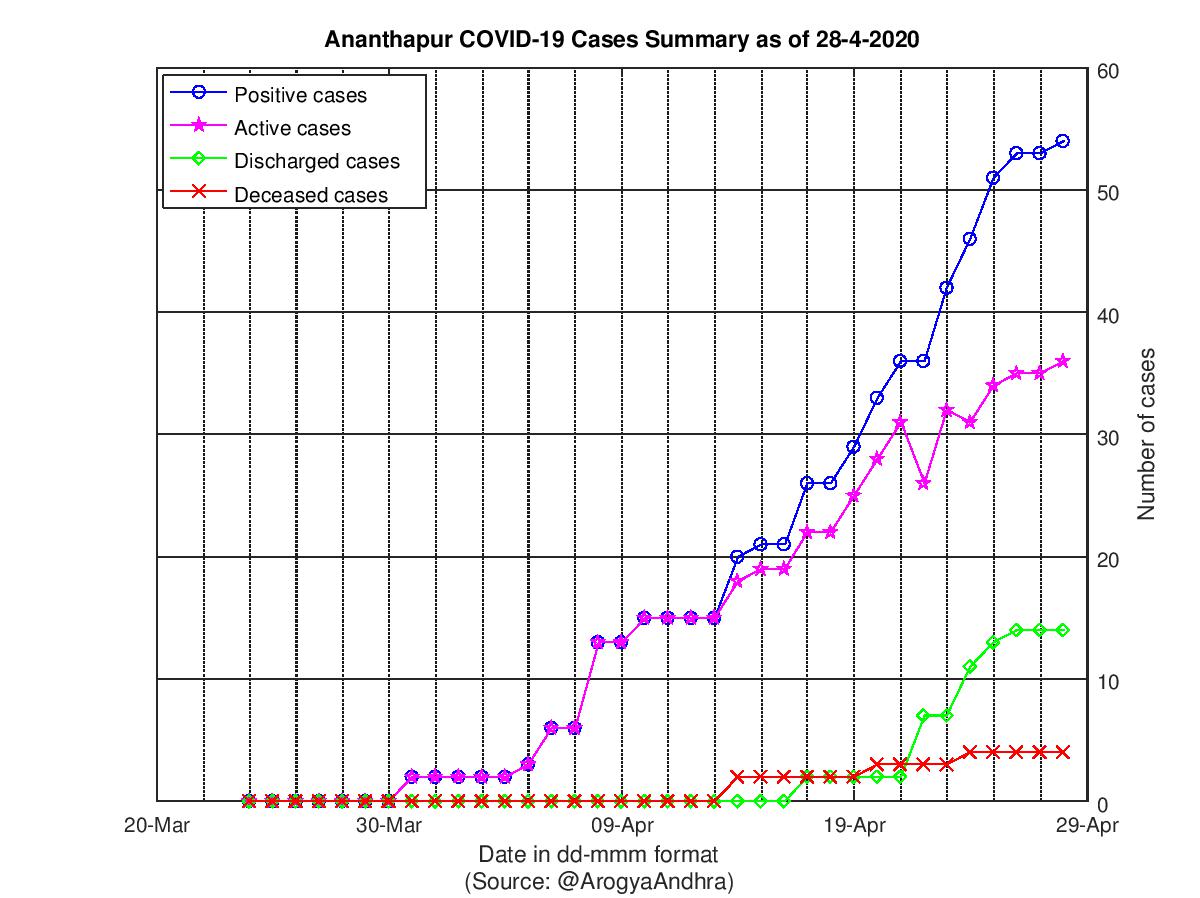 Ananthapur COVID-19 Cases Summary as of 28-4-2020
Positive cases
Active cases
Discharged cases
Deceased cases
60
50
40
30
20
10
0
Number of cases
20-Mar
30-Mar
09-Apr
19-Apr
29-Apr
Date in dd-mmm format
(Source: @ArogyaAndhra)